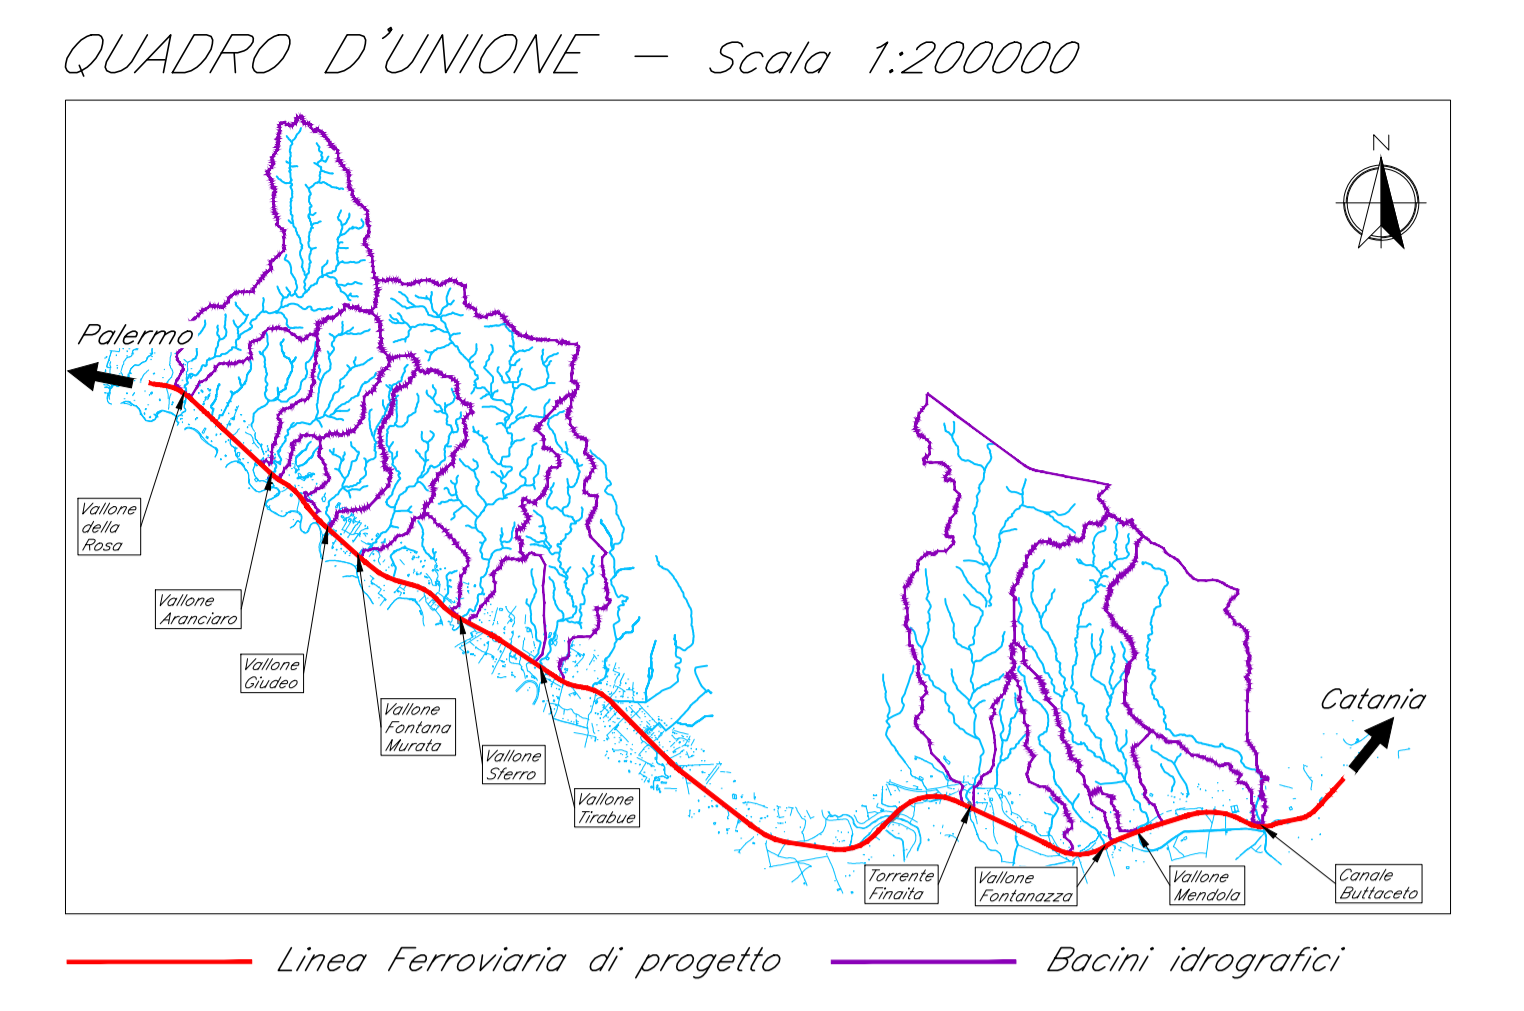 QUADRO D'UNIONE – Scala 1:200000
N
Palermo
Vallone
della
Rosa
Vallone
Aranciaro
Vallone
Giudeo
Vallone
Fontana
Murata
Vallone
Sferro
Vallone
Tirabue
Catania
Torrente
Finaita
Vallone
Fontanazza
Vallone
Mendola
Canale
Buttaceto
Linea Ferroviaria di progetto
Bacini idrografici